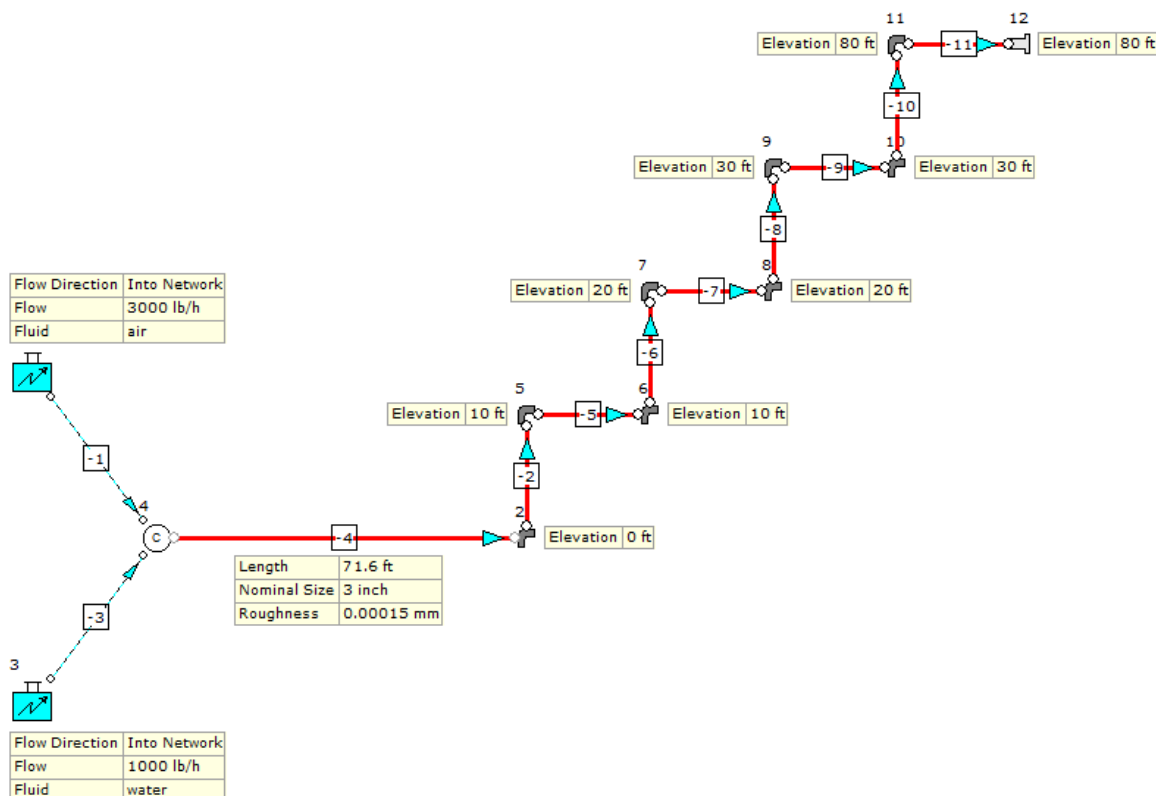 11
12
Elevation 80 ft
-11
Elevation 80 ft
-10
9
10
Elevation 30 ft
-9
Elevation 30 ft
-8
7
8
Elevation 20 ft
-7
Elevation 20 ft
Flow Direction Into Network
Flow 3000 lb/h
Fluid air
-6
5
6
Elevation 10 ft
-5
Elevation 10 ft
-1
-2
4
2
C
-4
Elevation 0 ft
Length 71.6 ft
Nominal Size 3 inch
Roughness 0.00015 mm
-3
3
Flow Direction Into Network
Flow 1000 lb/h
Fluid water